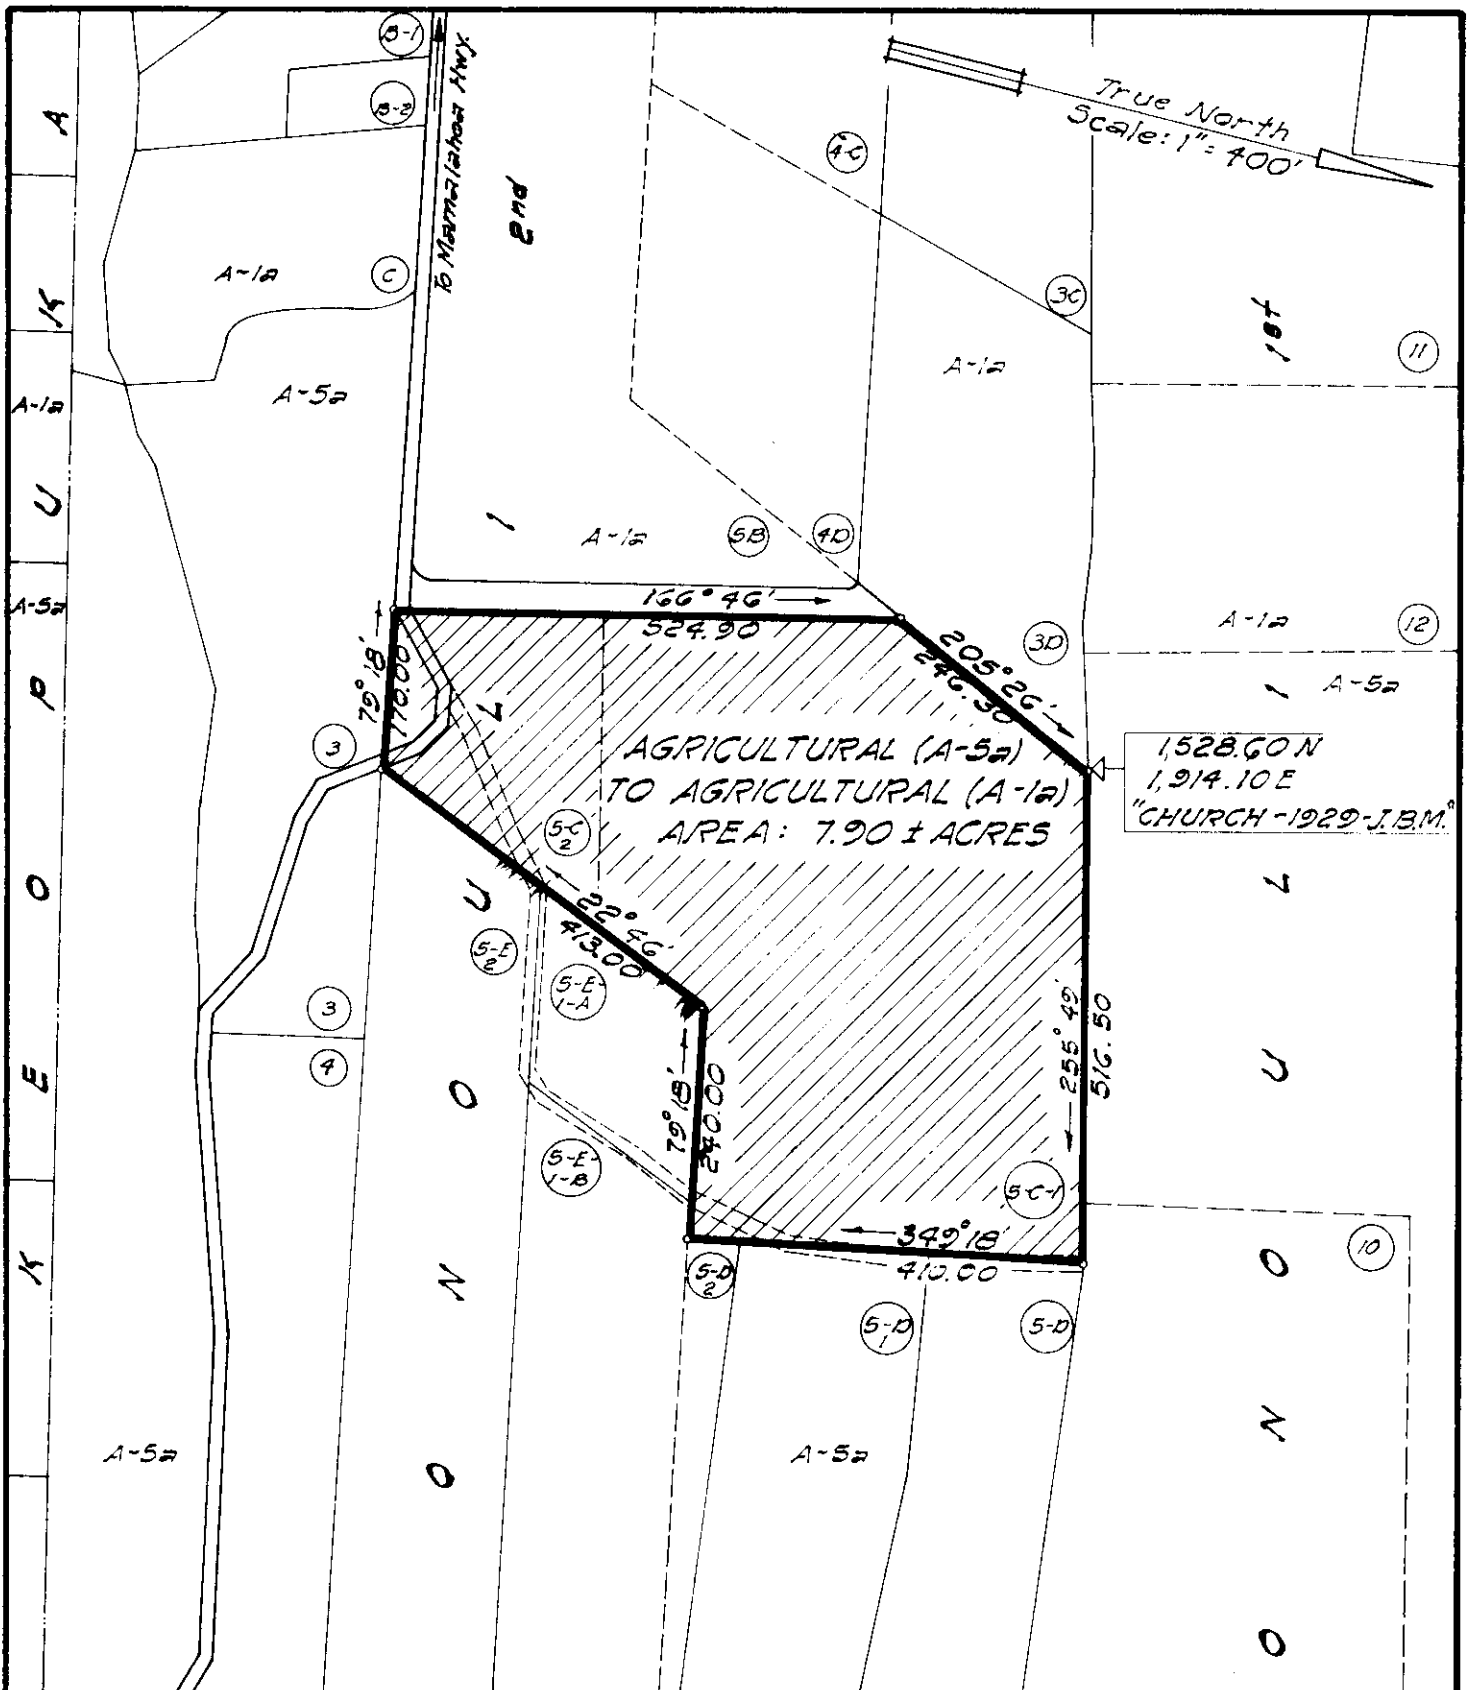 B-1
B-2
To Mamalahoa Hwy.
2nd
4-C
True North
Scale: 1" = 400'
A-1a
C
3C
A-1a
1st
11
A-5a
A-1a
I
A-1a
5B
4D
A-5a
166° 46'
524.90
205° 26'
246.30
3D
A-1a
12
79° 18'
170.00
3
L
I
A-5a
AGRICULTURAL (A-5a)
TO AGRICULTURAL (A-1a)
AREA: 7.90 ± ACRES
1,528.60 N
1,914.10 E
"CHURCH-1929-J.B.M."
5-C-2
U
22° 46'
413.00
L
5-E-2
5-E-1-A
3
4
79° 18'
240.00
255° 49'
516.50
U
O
5-E-1-B
5-C-1
349° 18'
410.00
10
O
N
5-D-2
5-D-1
5-D
A-5a
O
A-5a
N
O
KEOPUKA